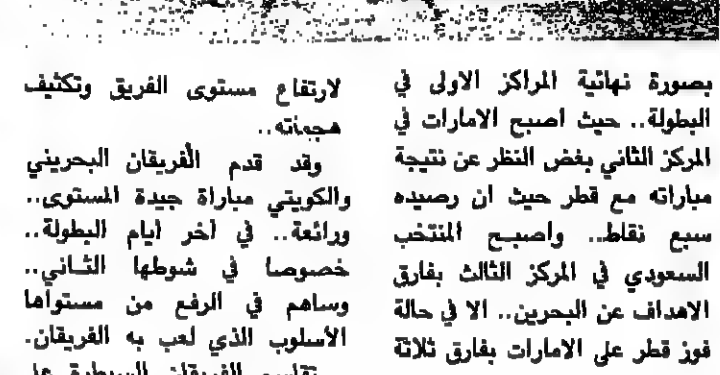 بصورة نهائية المراكز الاولى في
البطولة.. حيث اصبح الامارات في
المركز الثاني بغض النظر عن نتيجة
مباراته مع قطر حيث ان رصيده
سبع نقاط.. واصبح المنتخب
السعودي في المركز الثالث بفارق
الاهداف عن البحرين.. الا في حالة
فوز قطر على الامارات بفارق ثلاثة
لارتفاع مستوى الفريق وتكثيف
هجماته..
وقد قدم الفريقان البحريني
والكويتي مباراة جيدة المستوى..
ورائعة.. في آخر أيام البطولة..
خصوصا في شوطها الثاني..
وساهم في الرفع من مستواها
الأسلوب الذي لعب به الفريقان.